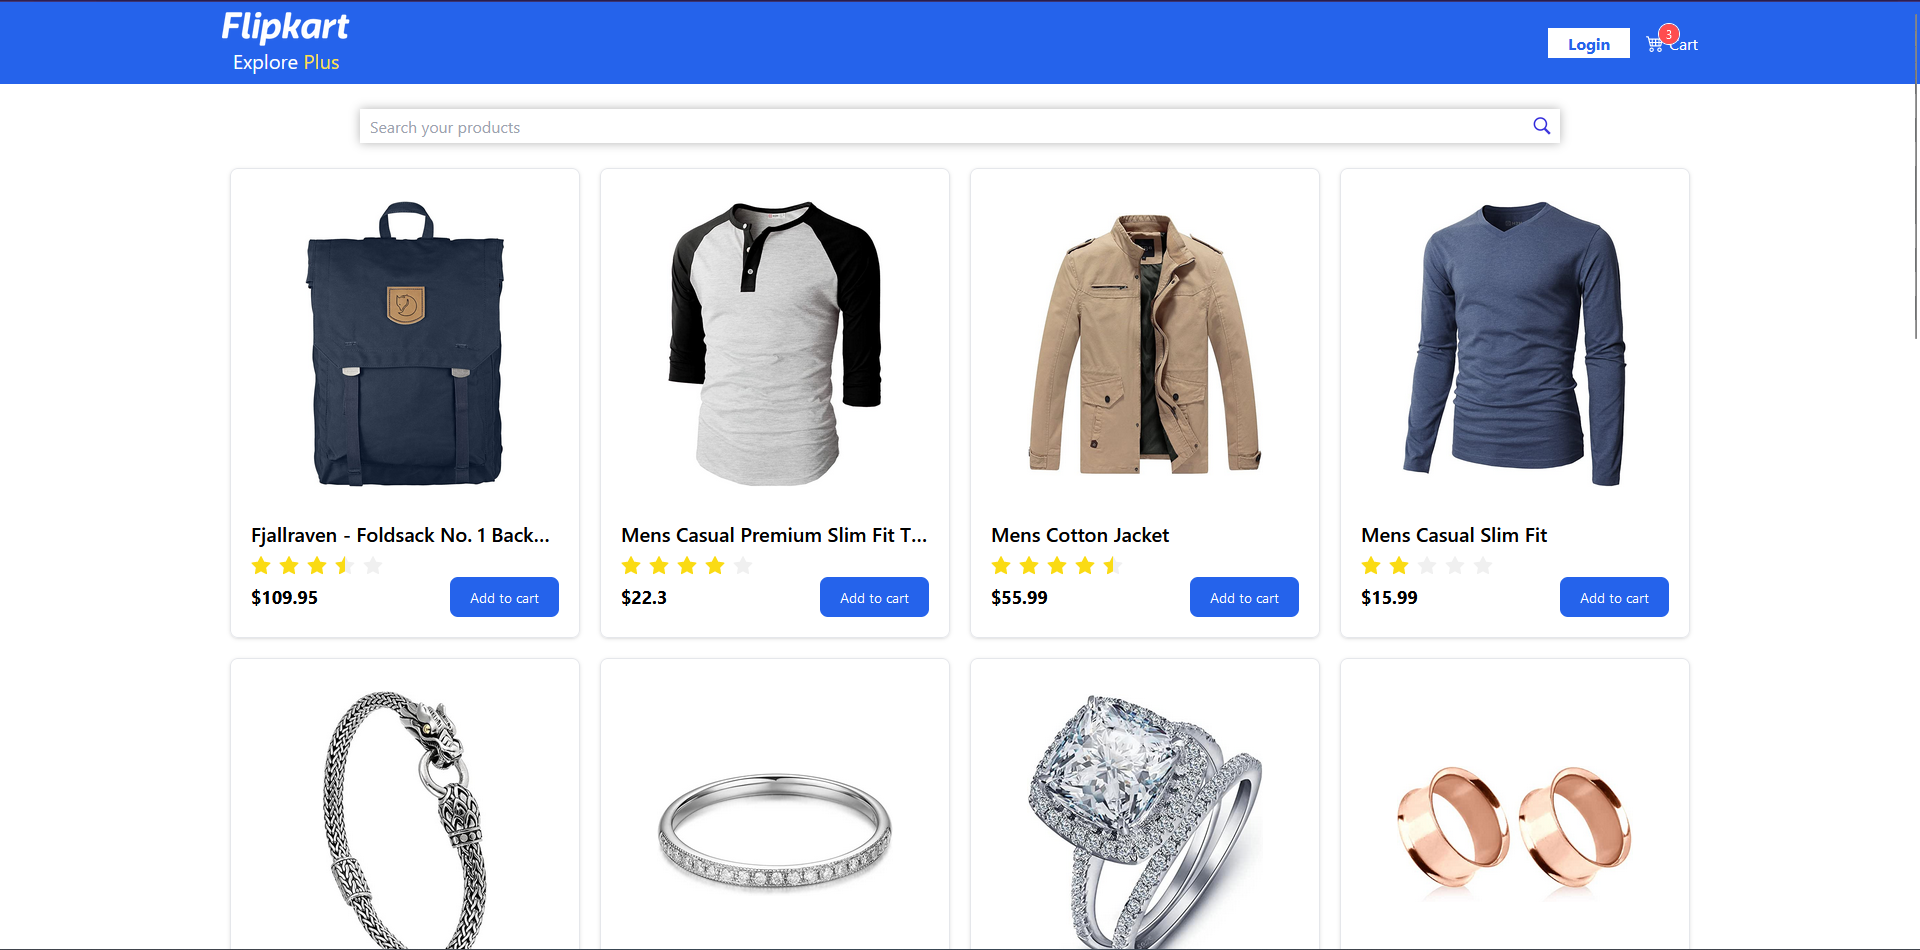 Flipkart
Explore Plus
Login
3
Cart
Search your products
Fjallraven - Foldsack No. 1 Back...
$109.95
Add to cart
Mens Casual Premium Slim Fit T...
$22.3
Add to cart
Mens Cotton Jacket
$55.99
Add to cart
Mens Casual Slim Fit
$15.99
Add to cart